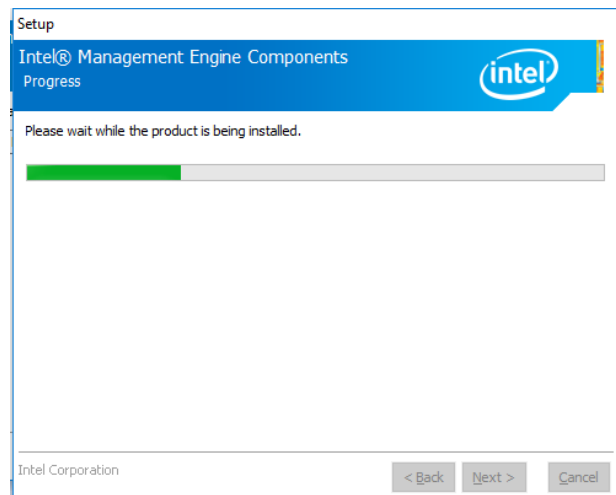 Setup
Intel® Management Engine Components
Progress
intel
Please wait while the product is being installed.
Intel Corporation
< Back Next > Cancel